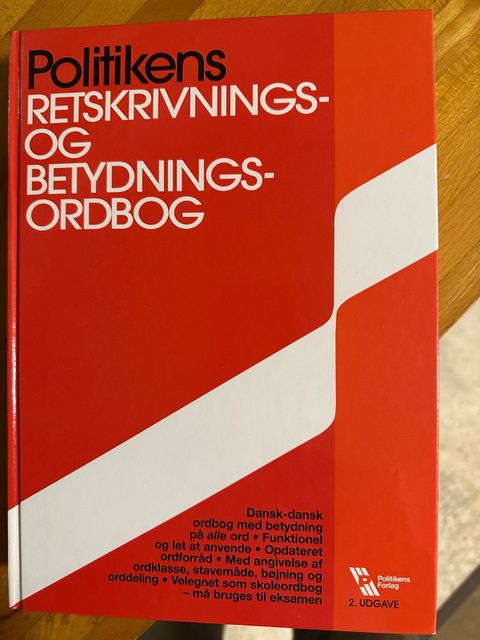 Politikens
RETSKRIVNINGS-
OG
BETYDNINGS-
ORDBOG
Dansk-dansk
ordbog med betydning
på alle ord • Funktionel
og let at anvende • Opdateret
ordforråd • Med angivelse af
ordklasse, stavemåde, bøjning og
orddeling • Velegnet som skoleordbog
– må bruges til eksamen
Politikens
Forlag
2. UDGAVE